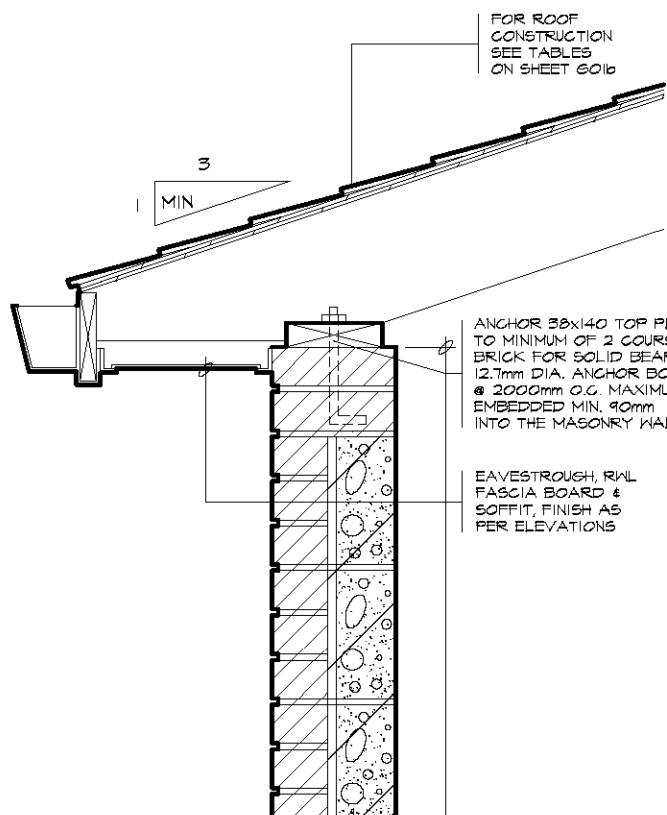 FOR ROOF
CONSTRUCTION
SEE TABLES
ON SHEET G01b
3
1
MIN
ANCHOR 38x140 TOP
TO MINIMUM OF 2
BRICK FOR SOLID
12.7mm DIA. ANCHOR
@ 2000mm O.C.
EMBEDDED MIN. 90mm
INTO THE MASONRY
EAVESTROUGH, RWL
FASCIA BOARD &
SOFFIT, FINISH AS
PER ELEVATIONS